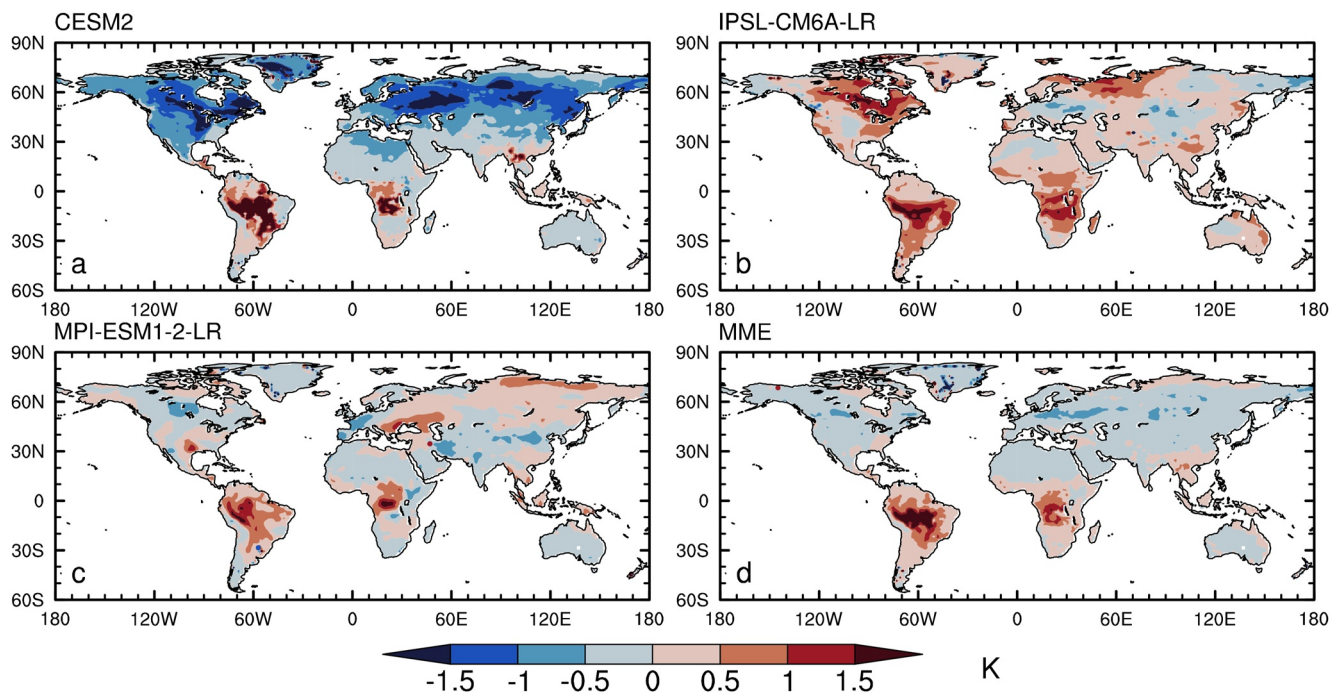 CESM2 IPSL-CM6A-LR
90N 90N
60N 60N
30N 30N
0 0
30S 30S
a b
60S 60S
180 120W 60W 0 60E 120E 180 180 120W 60W 0 60E 120E 180
MPI-ESM1-2-LR MME
90N 90N
60N 60N
30N 30N
0 0
30S 30S
c d
60S 60S
180 120W 60W 0 60E 120E 180 180 120W 60W 0 60E 120E 180
-1.5 -1 -0.5 0 0.5 1 1.5 K